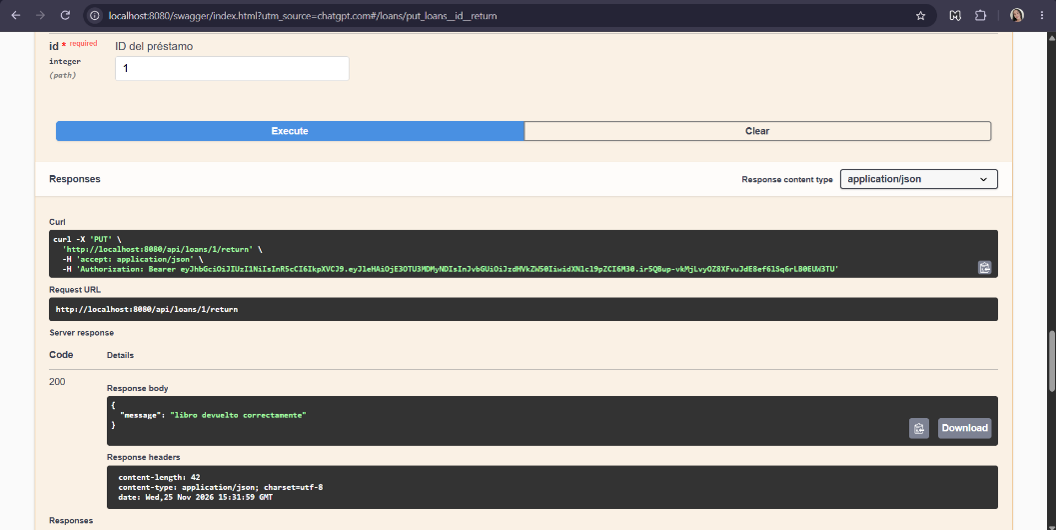 localhost:8080/swagger/index.html?utm_source=chatgpt.com#/loans/put_loans__id__return
id * required
ID del préstamo
integer
(path)
1
Execute
Clear
Responses
Response content type
application/json
Curl
curl -X 'PUT' \
'http://localhost:8080/api/loans/1/return' \
-H 'accept: application/json' \
-H 'Authorization: Bearer
Request URL
http://localhost:8080/api/loans/1/return
Server response
Code
Details
200
Response body
{
"message": "libro devuelto correctamente"
}
Download
Response headers
content-length: 42
content-type: application/json; charset=utf-8
date: Wed,25 Nov 2026 15:31:59 GMT
Responses